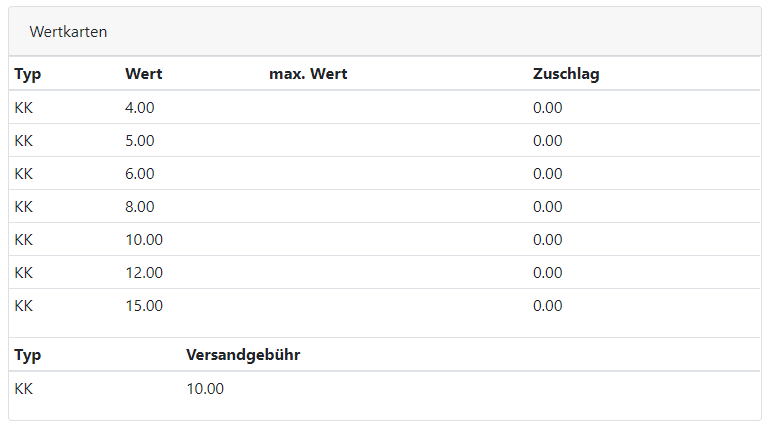 Wertkarten
Typ Wert max. Wert Zuschlag
KK 4.00 0.00
KK 5.00 0.00
KK 6.00 0.00
KK 8.00 0.00
KK 10.00 0.00
KK 12.00 0.00
KK 15.00 0.00
Typ Versandgebühr
KK 10.00